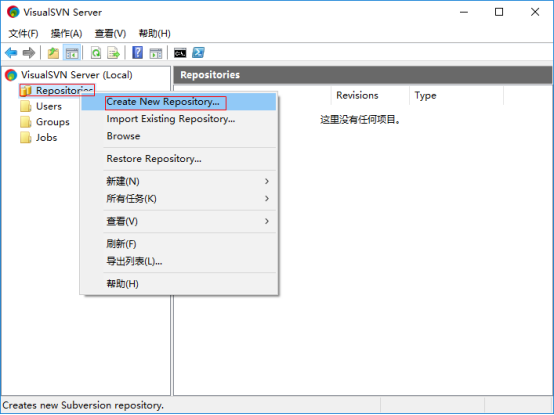 VisualSVN Server
文件(F) 操作(A) 查看(V) 帮助(H)
VisualSVN Server (Local)
Repositories
Users
Groups
Jobs
Create New Repository...
Import Existing Repository...
Browse
Restore Repository...
新建(N)
所有任务(K)
查看(V)
刷新(F)
导出列表(L)...
帮助(H)
Repositories
Revisions Type
这里没有任何项目。
Creates new Subversion repository.